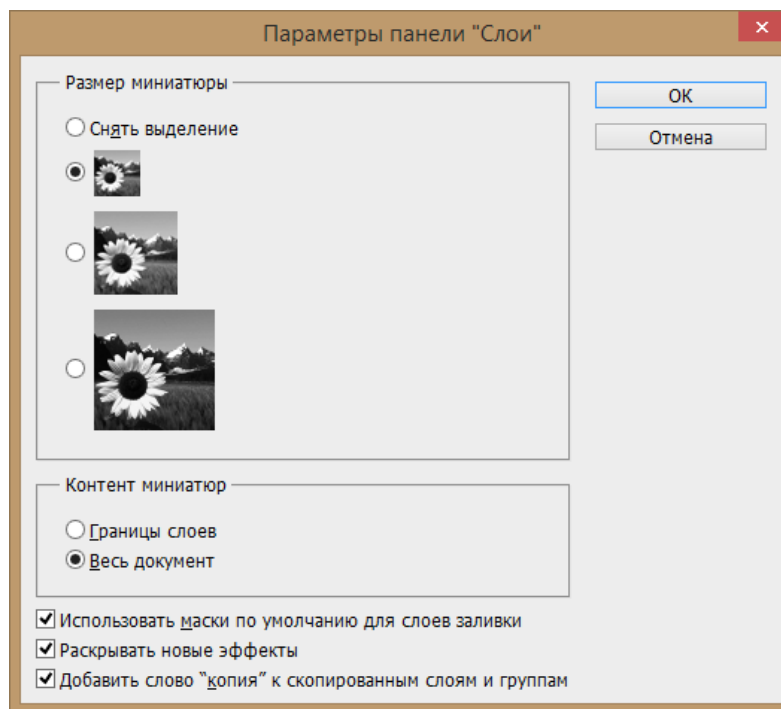 Параметры панели "Слои"
Размер миниатюры
Снять выделение
Контент миниатюр
Границы слоев
Весь документ
Использовать маски по умолчанию для слоев заливки
Раскрывать новые эффекты
Добавить слово “копия” к скопированным слоям и группам
ОК
Отмена